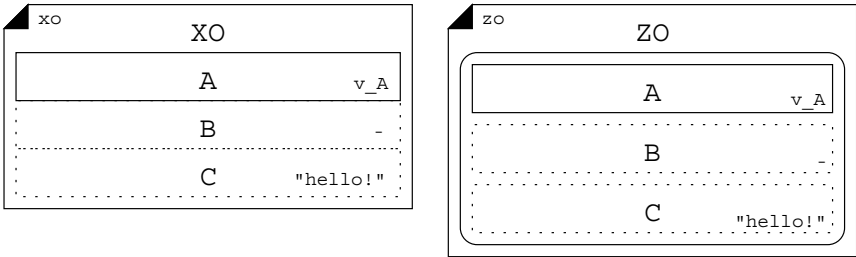 xo
XO
A v_A
B -
C "hello!"
zo
ZO
A v_A
B -
C "hello!"